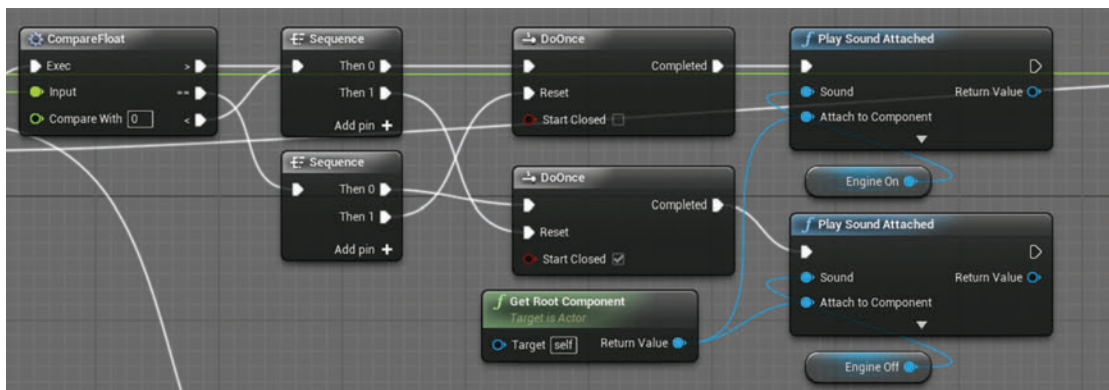 CompareFloat
Exec
>
Input
==
Compare With 0
<
Sequence
Then 0
Then 1
Add pin +
Sequence
Then 0
Then 1
Add pin +
DoOnce
Completed
Reset
Start Closed
DoOnce
Completed
Reset
Start Closed
f Get Root Component
Target is Actor
Target self
Return Value
f Play Sound Attached
Sound
Return Value
Attach to Component
Engine On
f Play Sound Attached
Sound
Return Value
Attach to Component
Engine Off